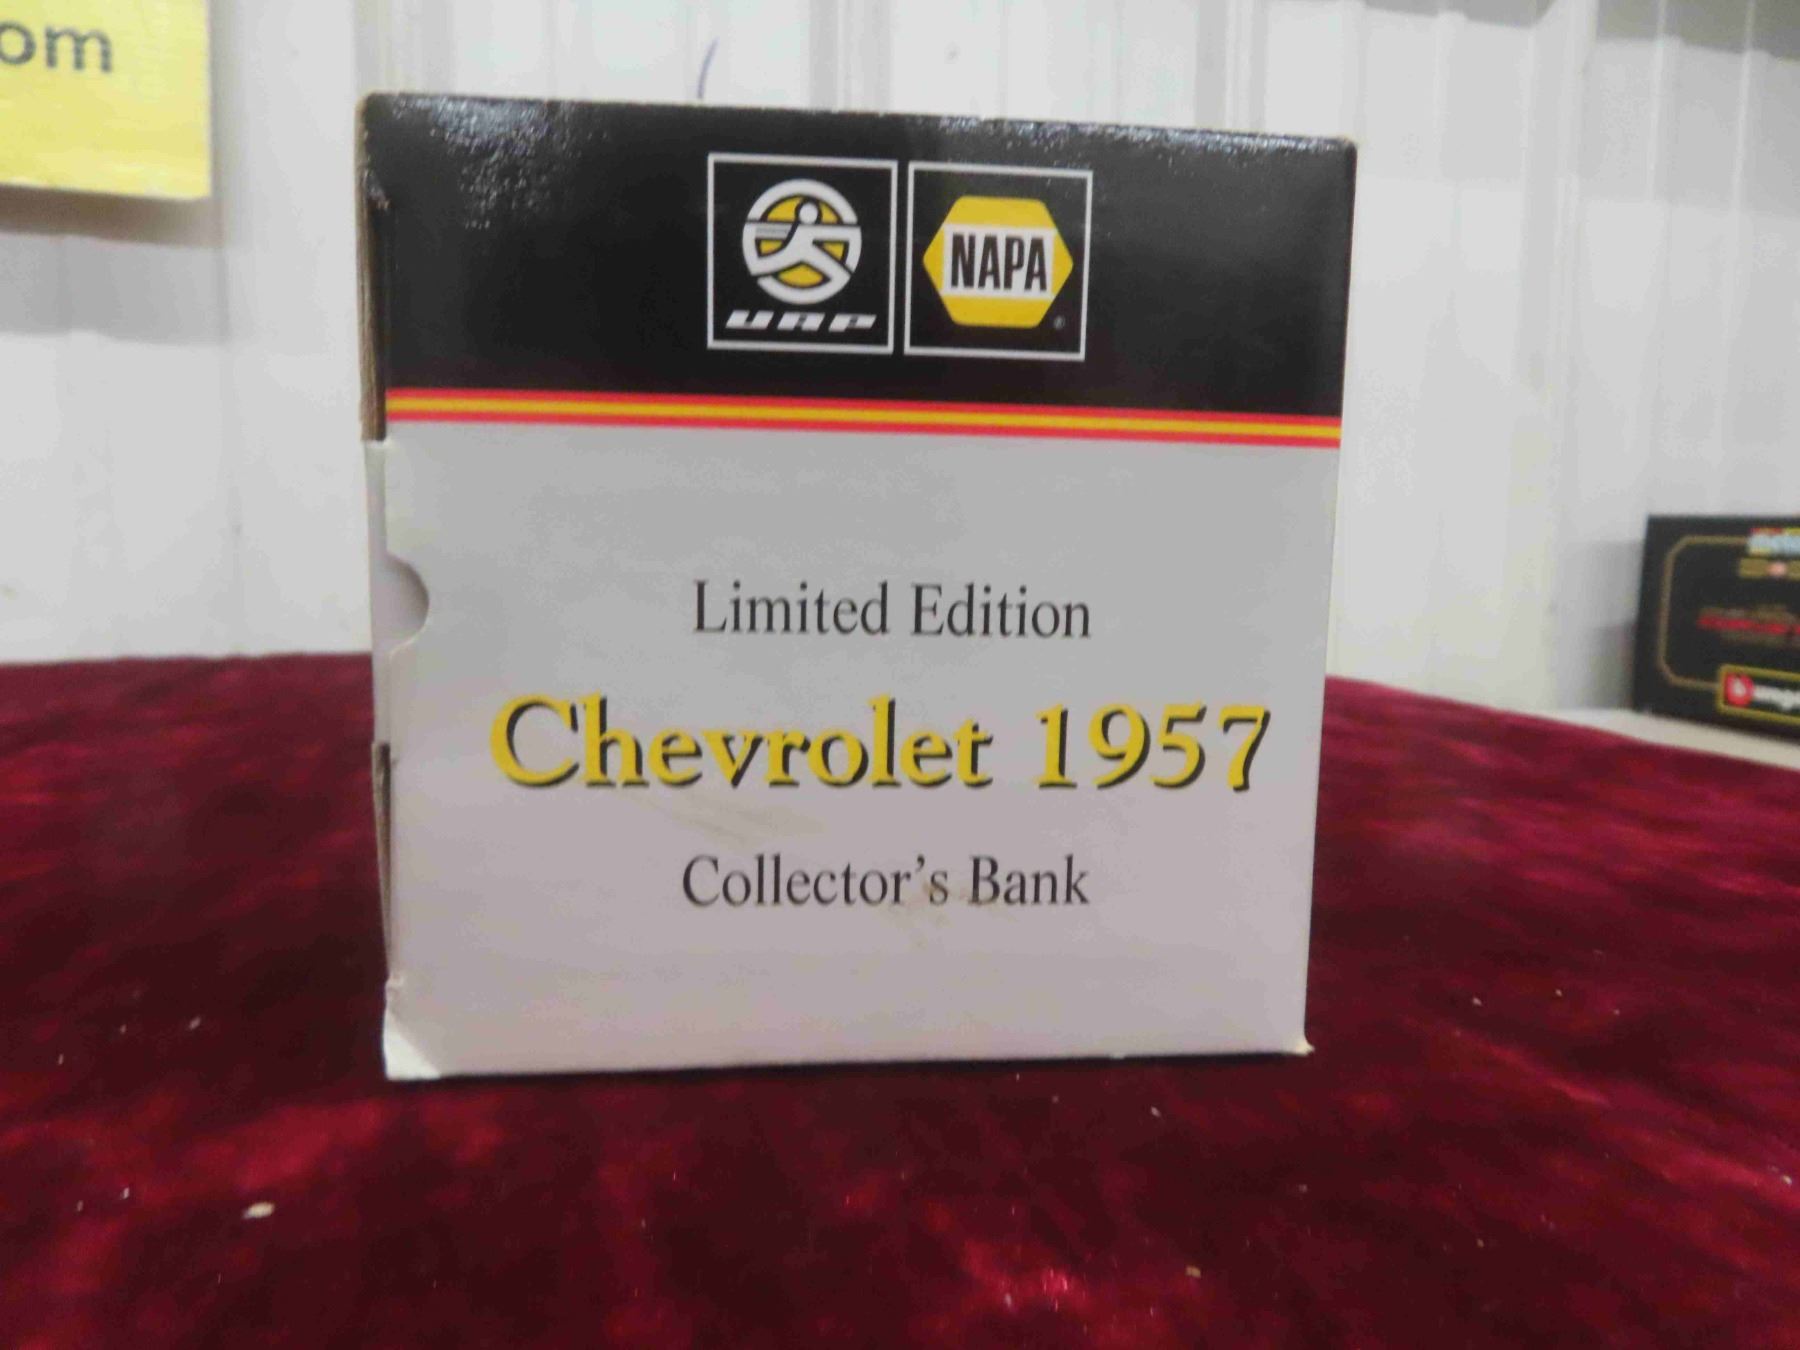 om
UAP
NAPA
®
Limited Edition
Chevrolet 1957
Collector's Bank